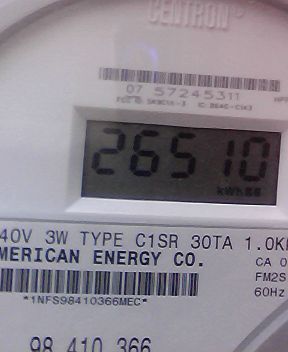 CENTRON®
07 57245311
26510
kWh
40V 3W TYPE C1SR 30TA 1.0K
MERICAN ENERGY CO.
CA 0
FM2S
*1NFS98410366MEC*
60Hz
98 410 366